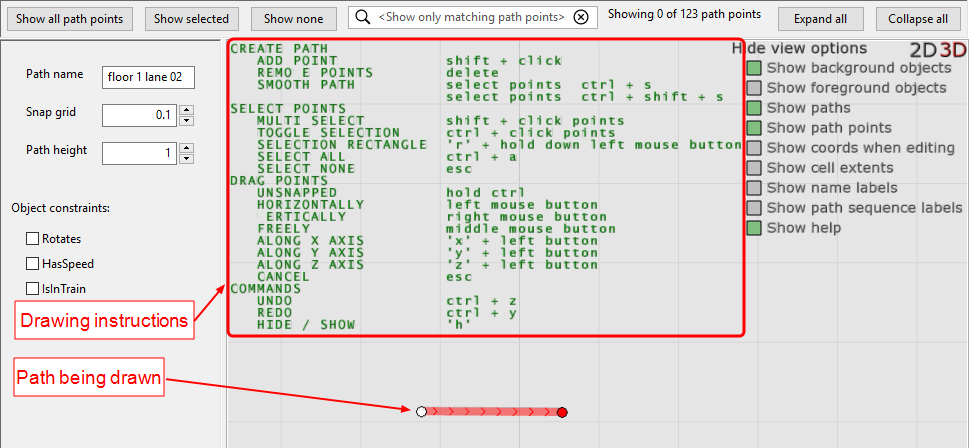 Show all path points Show selected Show none <Show only matching path points> Showing 0 of 123 path points Expand all Collapse all
Path name floor 1 lane 02
Snap grid 0.1
Path height 1
Object constraints:
Rotates
HasSpeed
IsInTrain
Drawing instructions
Path being drawn
CREATE PATH
ADD POINT shift + click
REMO E POINTS delete
SMOOTH PATH select points ctrl + s
select points ctrl + shift + s
SELECT POINTS
MULTI SELECT shift + click points
TOGGLE SELECTION ctrl + click points
SELECTION RECTANGLE 'r' + hold down left mouse button
SELECT ALL ctrl + a
SELECT NONE esc
DRAG POINTS
UNSNAPPED hold ctrl
HORIZONTALLY left mouse button
ERTICALLY right mouse button
FREELY middle mouse button
ALONG X AXIS 'x' + left button
ALONG Y AXIS 'y' + left button
ALONG Z AXIS 'z' + left button
CANCEL esc
COMMANDS
UNDO ctrl + z
REDO ctrl + y
HIDE / SHOW 'h'
Hide view options 2D 3D
Show background objects
Show foreground objects
Show paths
Show path points
Show coords when editing
Show cell extents
Show name labels
Show path sequence labels
Show help